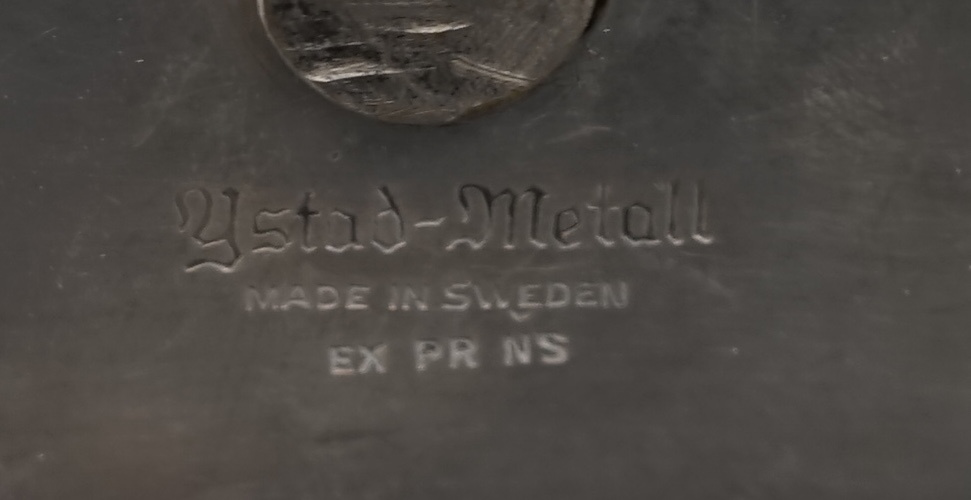 Ystad-Metall
MADE IN SWEDEN
EX PR NS